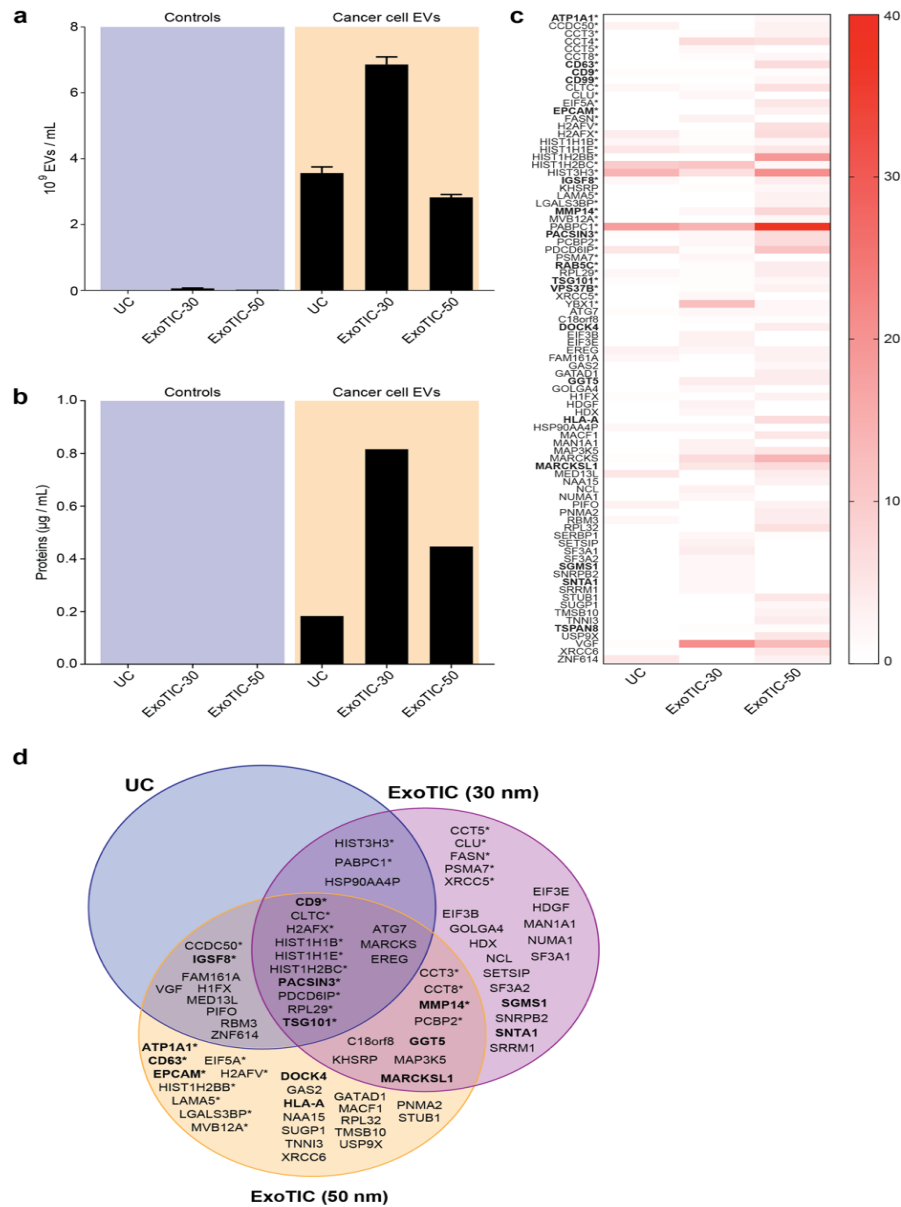 a
Controls
Cancer cell EVs
10⁹ EVs / mL
8
6
4
2
0
UC
ExoTIC-30
ExoTIC-50
UC
ExoTIC-30
ExoTIC-50
b
Controls
Cancer cell EVs
Proteins (µg / mL)
1.0
0.8
0.6
0.4
0.2
0.0
UC
ExoTIC-30
ExoTIC-50
UC
ExoTIC-30
ExoTIC-50
c
ATP1A1*
CCDC50*
CCT3*
CCT4*
CCT5*
CCT8*
CD63*
CD9*
CD99*
CLTC*
CLU*
EIF5A*
EPCAM*
FASN*
H2AFV*
H2AFX*
HIST1H1B*
HIST1H1E*
HIST1H2BB*
HIST1H2BC*
HIST3H3*
IGSF8*
KHSRP
LAMA5*
LGALS3BP*
MMP14*
MVB12A*
PABPC1*
PACSIN3*
PCBP2*
PDCD6IP*
PSMA7*
RAB5C*
RPL29*
TSG101*
VPS37B*
XRCC5*
YBX1*
ATG7
C18orf8
DOCK4
EIF3B
EIF3E
EREG
FAM161A
GAS2
GATAD1
GGT5
GOLGA4
H1FX
HDGF
HDX
HLA-A
HSP90AA4P
MACF1
MAN1A1
MAP3K5
MARCKS
MARCKSL1
MED13L
NAA15
NCL
NUMA1
PIFO
PNMA2
RBM3
RPL32
SERBP1
SETSIP
SF3A1
SF3A2
SGMS1
SNRPB2
SNTA1
SRRM1
STUB1
SUGP1
TMSB10
TNNI3
TSPAN8
USP9X
VGF
XRCC6
ZNF614
UC
ExoTIC-30
ExoTIC-50
40
30
20
10
0
d
UC
ExoTIC (30 nm)
HIST3H3*
PABPC1*
HSP90AA4P
CCT5*
CLU*
FASN*
PSMA7*
XRCC5*
EIF3E
HDGF
MAN1A1
NUMA1
SF3A1
EIF3B
GOLGA4
HDX
NCL
SETSIP
SF3A2
SGMS1
SNRPB2
SNTA1
SRRM1
CD9*
CLTC*
H2AFX*
HIST1H1B*
HIST1H1E*
HIST1H2BC*
PACSIN3*
PDCD6IP*
RPL29*
TSG101*
ATG7
MARCKS
EREG
CCDC50*
IGSF8*
FAM161A
VGF
H1FX
MED13L
PIFO
RBM3
ZNF614
CCT3*
CCT8*
MMP14*
PCBP2*
C18orf8
GGT5
KHSRP
MAP3K5
MARCKSL1
ATP1A1*
CD63*
EIF5A*
EPCAM*
H2AFV*
HIST1H2BB*
LAMA5*
LGALS3BP*
MVB12A*
DOCK4
GAS2
HLA-A
NAA15
SUGP1
TNNI3
XRCC6
GATAD1
MACF1
RPL32
TMSB10
USP9X
PNMA2
STUB1
ExoTIC (50 nm)